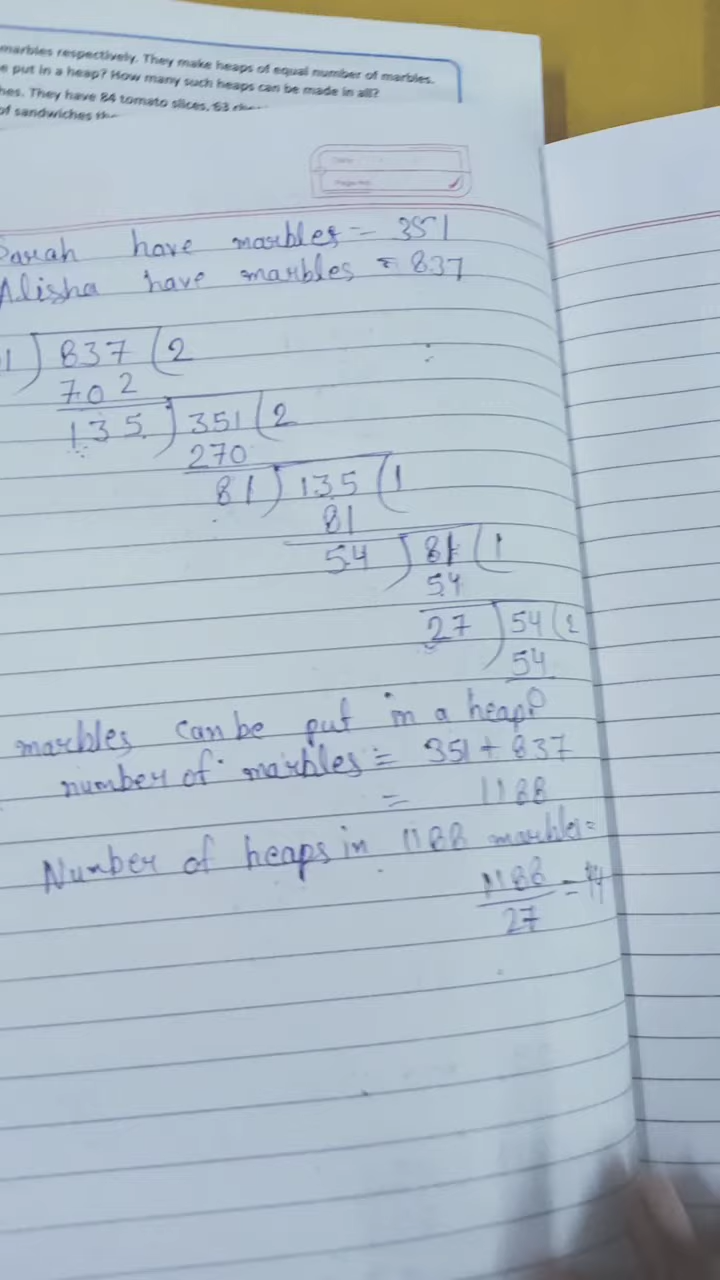 marbles respectively. They make heaps of equal number of marbles.
e put in a heap? How many such heaps can be made in all?
hes. They have 84 tomato slices, 63
of sandwiches
Page No.
Sarah have marbles = 351
Alisha have marbles = 837
1 ) 837 ( 2
702
135 ) 351 ( 2
270
81 ) 135 ( 1
81
54 ) 81 ( 1
54
27 ) 54 ( 2
54
marbles can be put in a heap?
number of marbles = 351 + 837
= 1188
Number of heaps in 1188 marbles =
1188
27 =